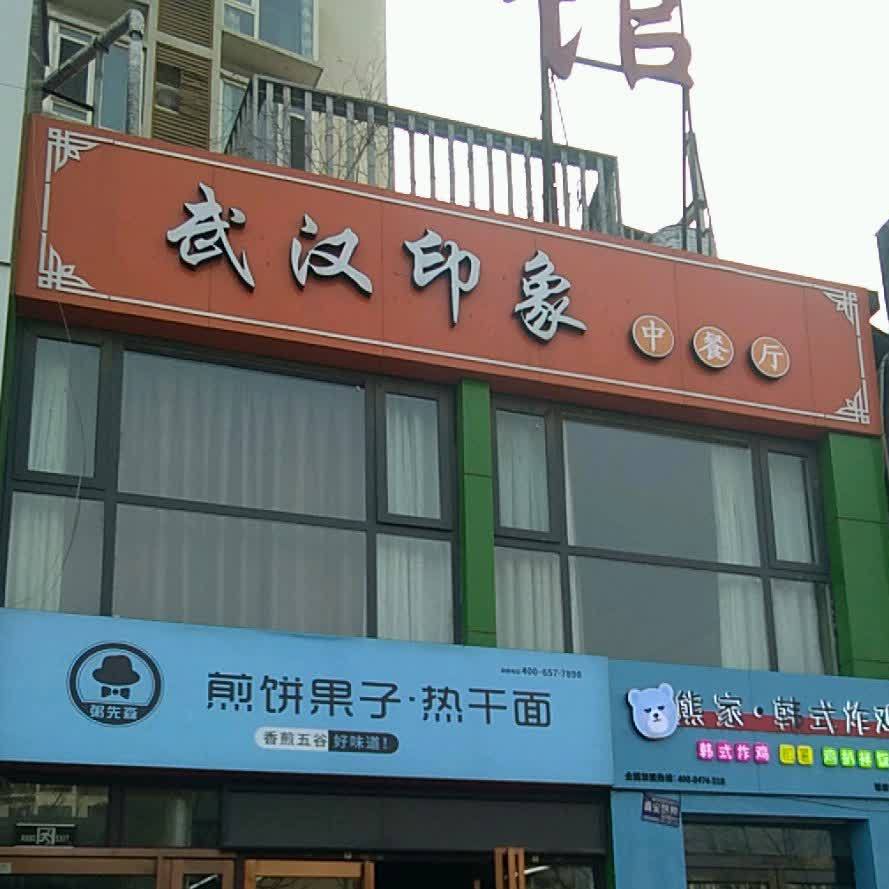 馆
武汉印象 中餐厅
400-657-7898
煎饼果子·热干面
香煎五谷 好味道!
熊家·韩式炸鸡
韩式炸鸡